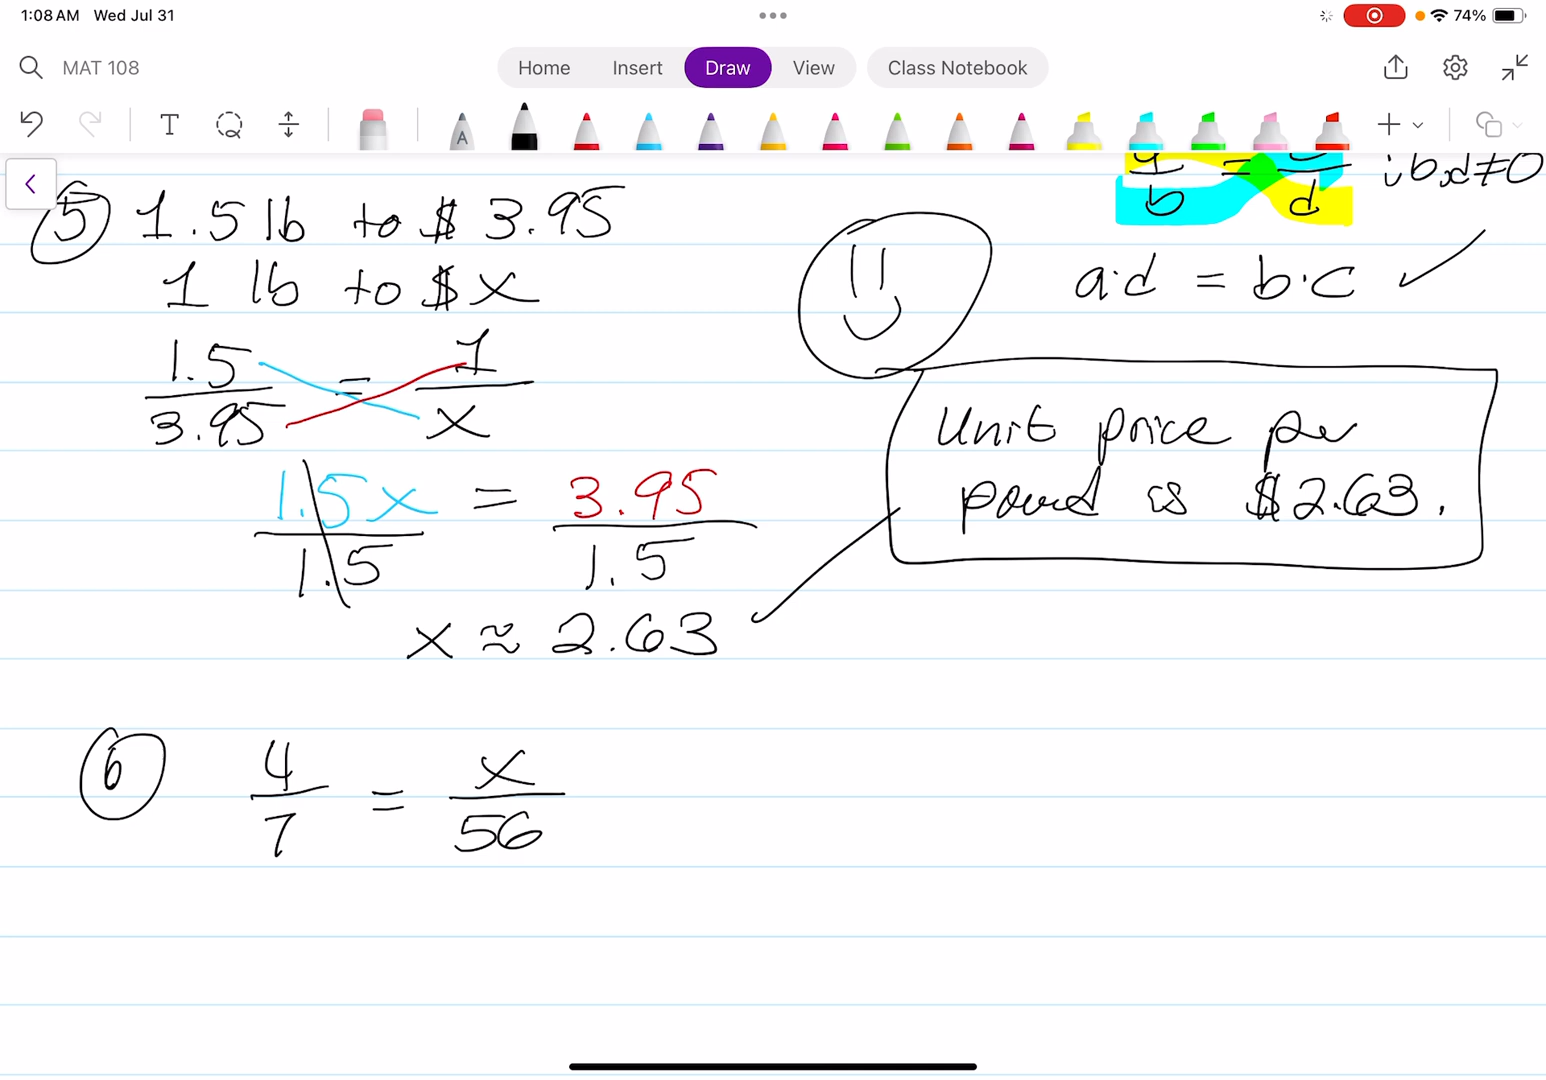 1:08 AM Wed Jul 31
74%
MAT 108
Home Insert Draw View Class Notebook
T A
b = d ; b,d ≠ 0
a·d = b·c ✓
⑤ 1.5 lb to $ 3.95
1 lb to $ x
1.5/3.95 = 1/x
1.5x/1.5 = 3.95/1.5
x ≈ 2.63
Unit price per
pound is $2.63.
⑥ 4/7 = x/56